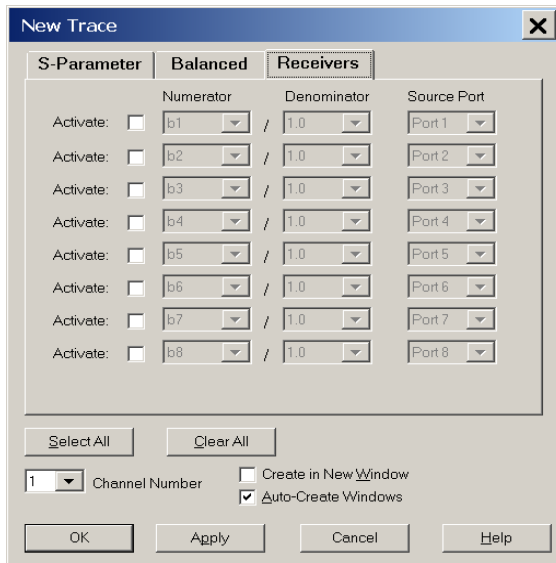 New Trace
S-Parameter Balanced Receivers
Numerator Denominator Source Port
Activate: b1 / 1.0 Port 1
Activate: b2 / 1.0 Port 2
Activate: b3 / 1.0 Port 3
Activate: b4 / 1.0 Port 4
Activate: b5 / 1.0 Port 5
Activate: b6 / 1.0 Port 6
Activate: b7 / 1.0 Port 7
Activate: b8 / 1.0 Port 8
Select All Clear All
1 Channel Number
Create in New Window
Auto-Create Windows
OK Apply Cancel Help